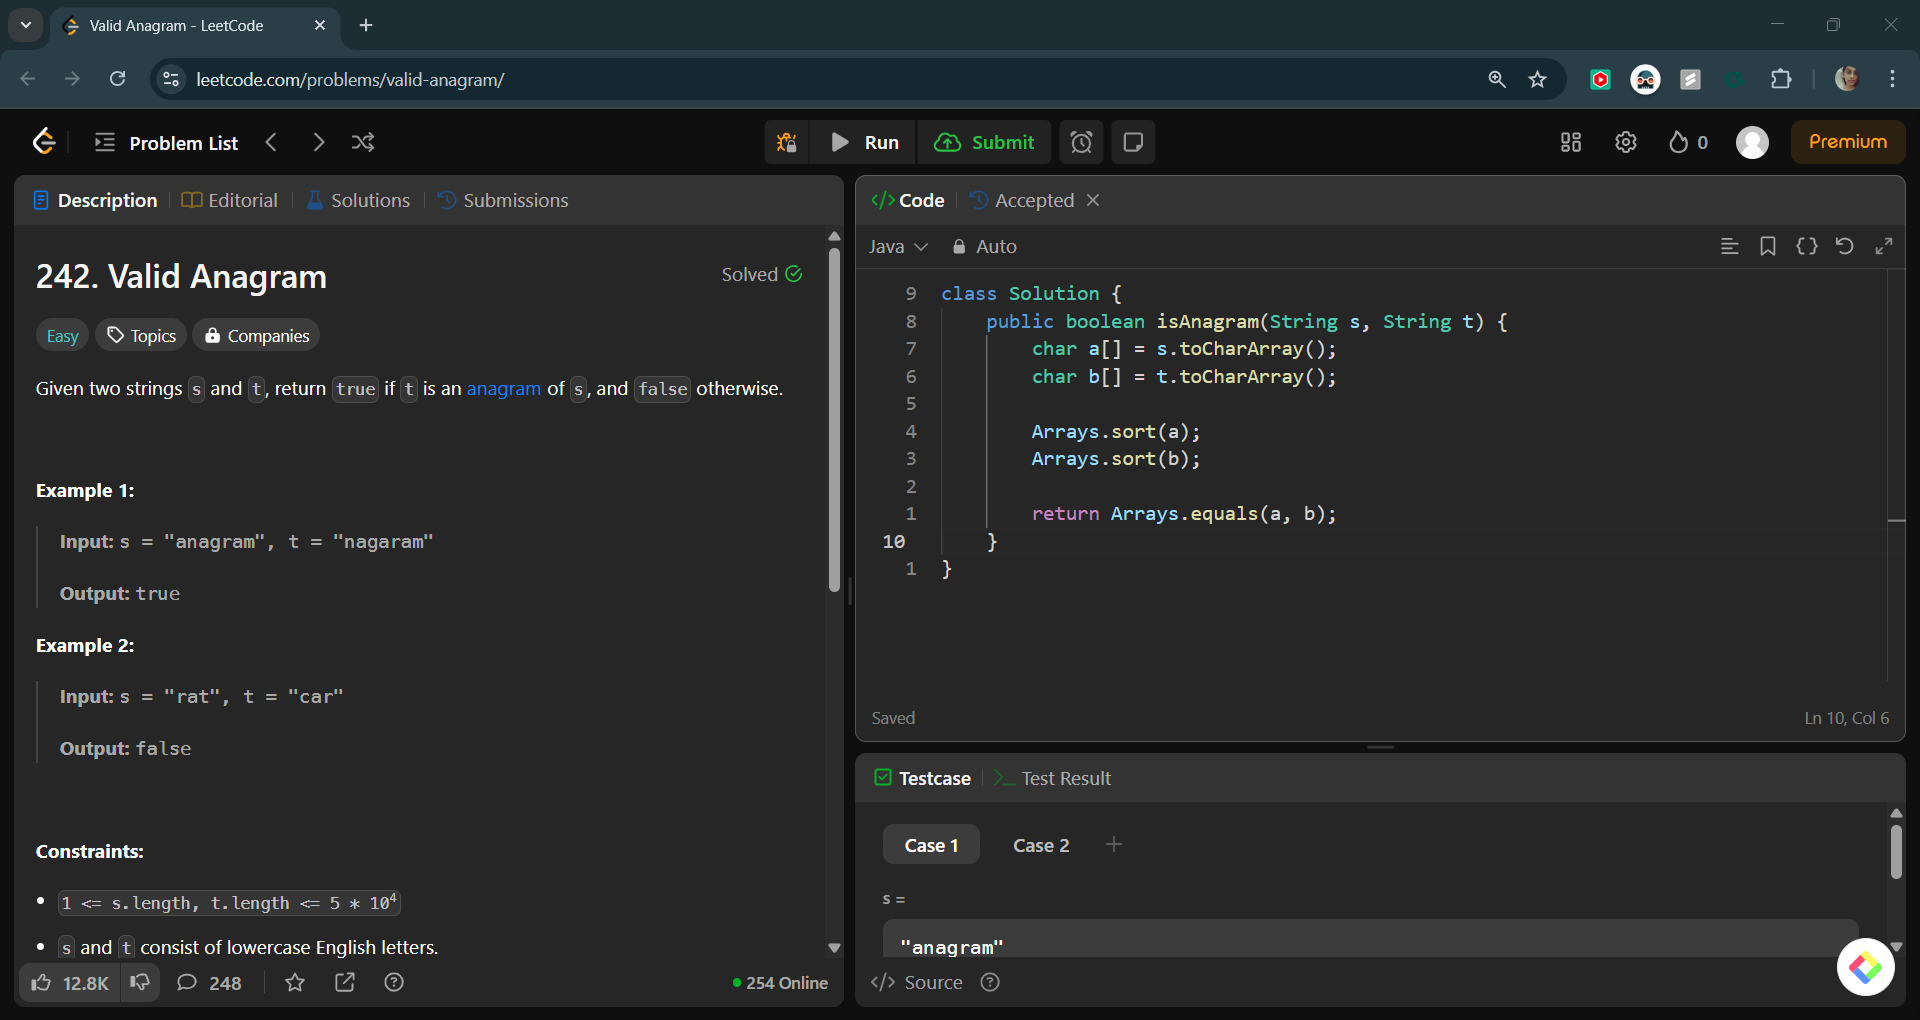 Valid Anagram - LeetCode
leetcode.com/problems/valid-anagram/
Problem List
Run
Submit
0
Premium
Description
Editorial
Solutions
Submissions
242. Valid Anagram
Solved
Easy
Topics
Companies
Given two strings s and t, return true if t is an anagram of s, and false otherwise.
Example 1:
Input: s = "anagram", t = "nagaram"
Output: true
Example 2:
Input: s = "rat", t = "car"
Output: false
Constraints:
1 <= s.length, t.length <= 5 * 10⁴
s and t consist of lowercase English letters.
12.8K
248
254 Online
</> Code
Accepted
Java
Auto
9 class Solution {
8 public boolean isAnagram(String s, String t) {
7 char a[] = s.toCharArray();
6 char b[] = t.toCharArray();
5
4 Arrays.sort(a);
3 Arrays.sort(b);
2
1 return Arrays.equals(a, b);
10 }
1 }
Saved
Ln 10, Col 6
Testcase
Test Result
Case 1
Case 2
s =
"anagram"
</> Source